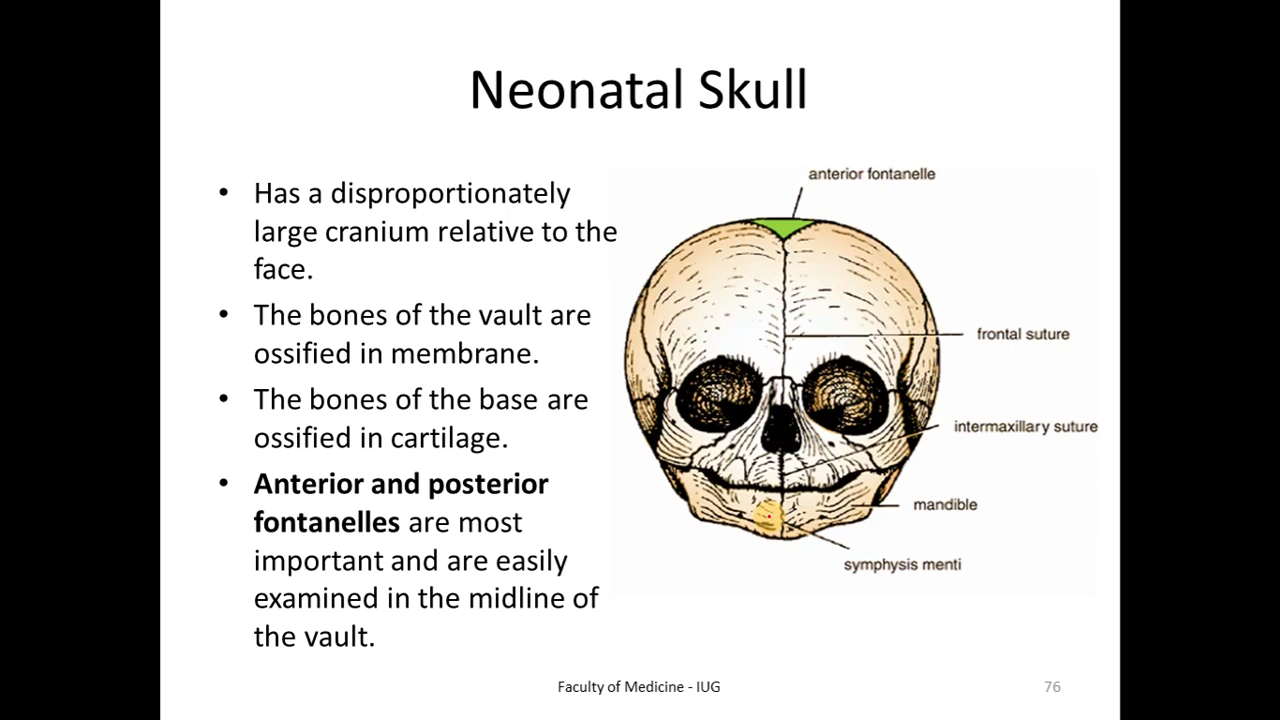 Neonatal Skull
• Has a disproportionately
large cranium relative to the
face.
• The bones of the vault are
ossified in membrane.
• The bones of the base are
ossified in cartilage.
• Anterior and posterior
fontanelles are most
important and are easily
examined in the midline of
the vault.
anterior fontanelle
frontal suture
intermaxillary suture
mandible
symphysis menti
Faculty of Medicine - IUG
76